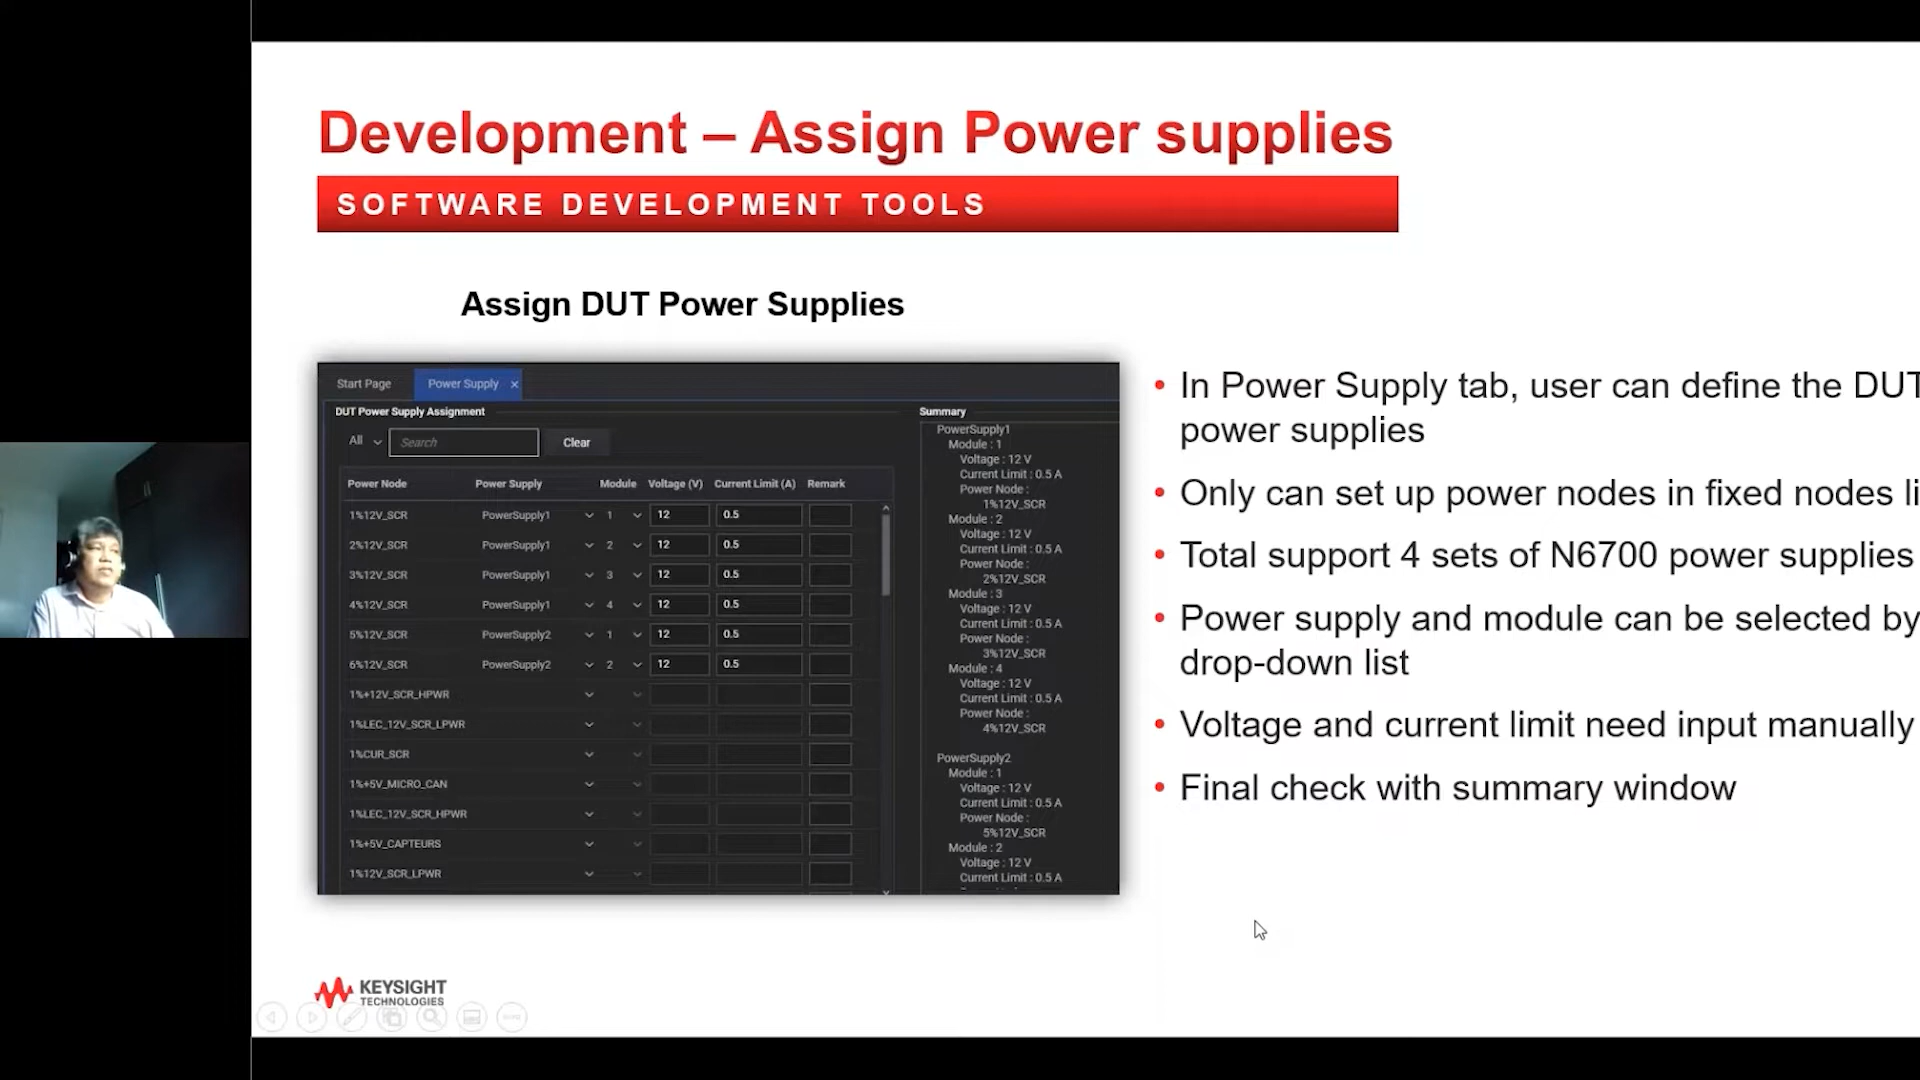 Development – Assign Power supplies
SOFTWARE DEVELOPMENT TOOLS
Assign DUT Power Supplies
Start Page
Power Supply ×
DUT Power Supply Assignment
All
Search
Clear
Power Node Power Supply Module Voltage (V) Current Limit (A) Remark
1%12V_SCR PowerSupply1 1 12 0.5
2%12V_SCR PowerSupply1 2 12 0.5
3%12V_SCR PowerSupply1 3 12 0.5
4%12V_SCR PowerSupply1 4 12 0.5
5%12V_SCR PowerSupply2 1 12 0.5
6%12V_SCR PowerSupply2 2 12 0.5
1%+12V_SCR_HPWR
1%LEC_12V_SCR_LPWR
1%CUR_SCR
1%+5V_MICRO_CAN
1%LEC_12V_SCR_HPWR
1%+5V_CAPTEURS
1%12V_SCR_LPWR
Summary
PowerSupply1
Module : 1
Voltage : 12 V
Current Limit : 0.5 A
Power Node :
1%12V_SCR
Module : 2
Voltage : 12 V
Current Limit : 0.5 A
Power Node :
2%12V_SCR
Module : 3
Voltage : 12 V
Current Limit : 0.5 A
Power Node :
3%12V_SCR
Module : 4
Voltage : 12 V
Current Limit : 0.5 A
Power Node :
4%12V_SCR
PowerSupply2
Module : 1
Voltage : 12 V
Current Limit : 0.5 A
Power Node :
5%12V_SCR
Module : 2
Voltage : 12 V
Current Limit : 0.5 A
• In Power Supply tab, user can define the DUT
power supplies
• Only can set up power nodes in fixed nodes li
• Total support 4 sets of N6700 power supplies
• Power supply and module can be selected by
drop-down list
• Voltage and current limit need input manually
• Final check with summary window
KEYSIGHT
TECHNOLOGIES